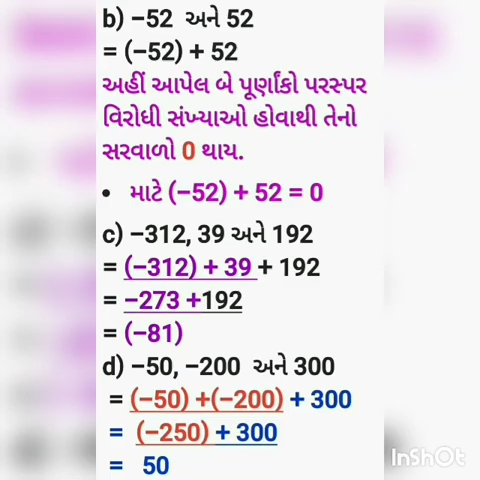 b) –52 અને 52
= (–52) + 52
અહીં આપેલ બે પૂર્ણાંકો પરસ્પર
વિરોધી સંખ્યાઓ હોવાથી તેનો
સરવાળો 0 થાય.
• માટે (–52) + 52 = 0
c) –312, 39 અને 192
= (–312) + 39 + 192
= –273 +192
= (–81)
d) –50, –200 અને 300
= (–50) +(–200) + 300
= (–250) + 300
= 50
InShOt